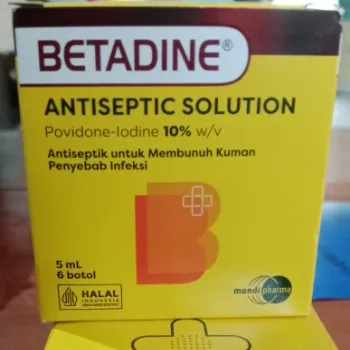 BETADINE®
ANTISEPTIC SOLUTION
Povidone-Iodine 10% w/v
Antiseptik untuk Membunuh Kuman
Penyebab Infeksi
5 mL
6 botol
HALAL
INDONESIA
mundipharma